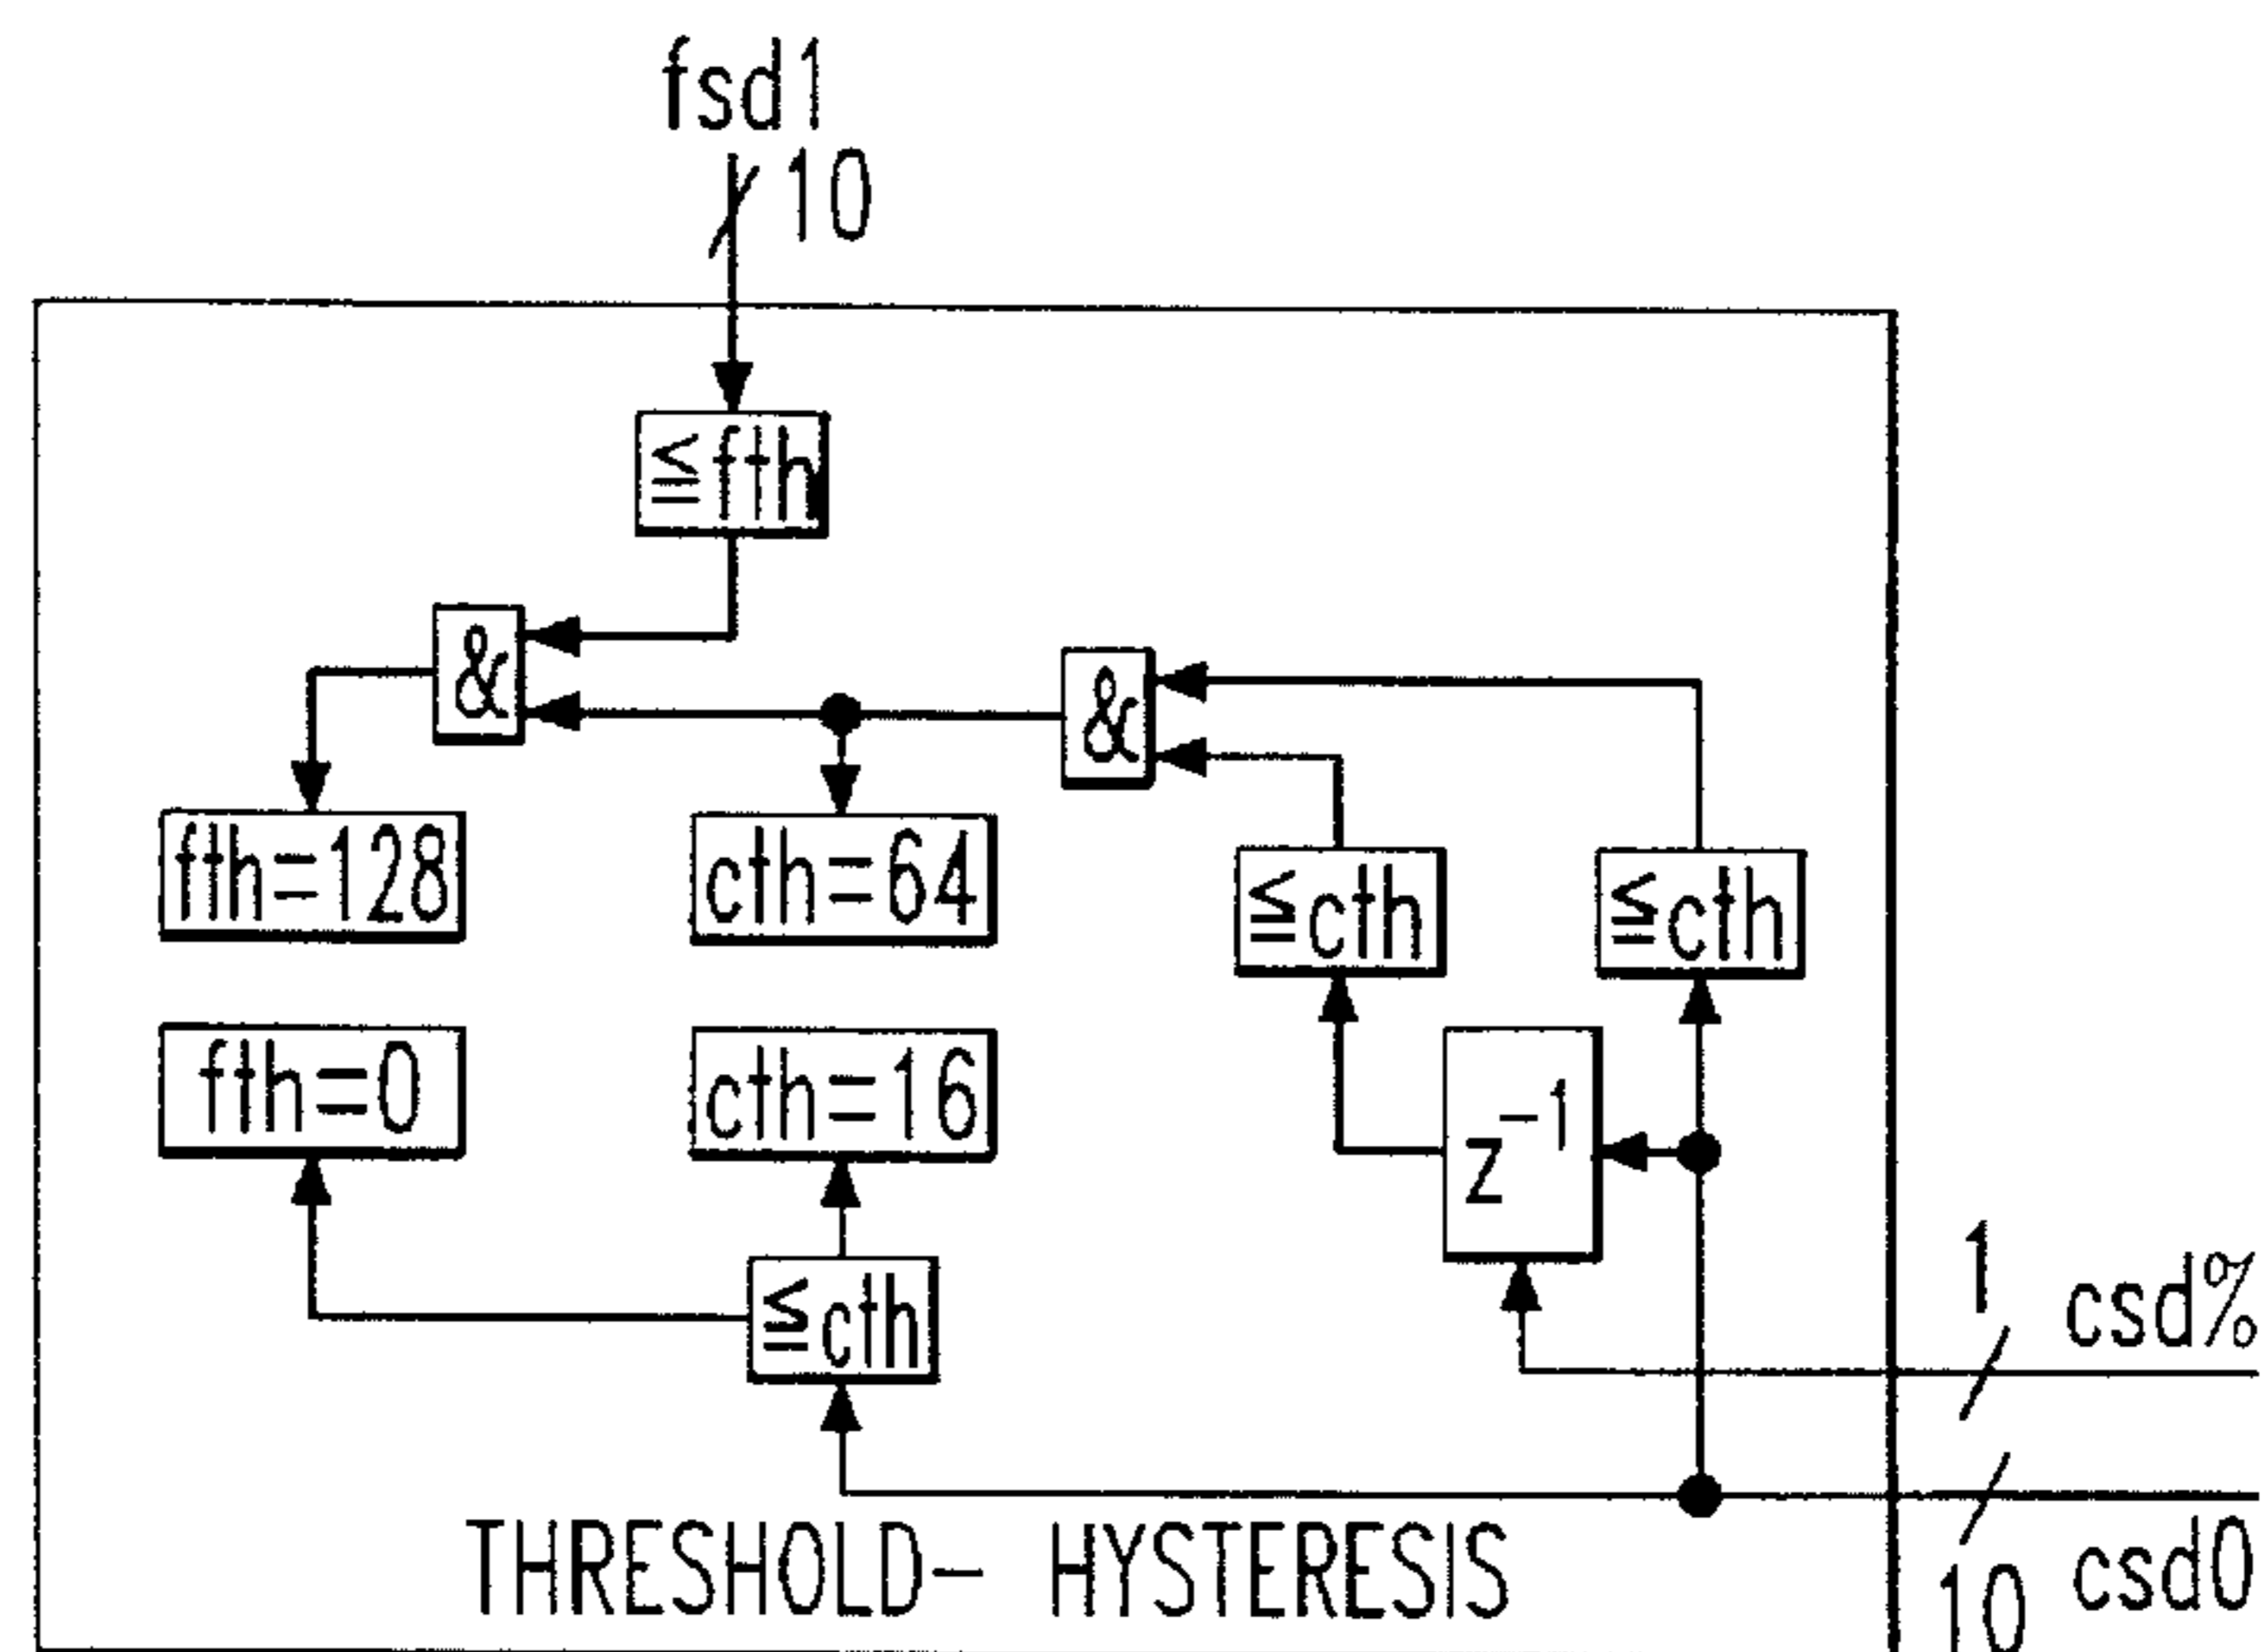 fsd1
10
≦fth
&
&
fth=128
cth=64
≦cth
≦cth
fth=0
cth=16
z⁻¹
≦cth
1
csd%
THRESHOLD- HYSTERESIS
10
csd0